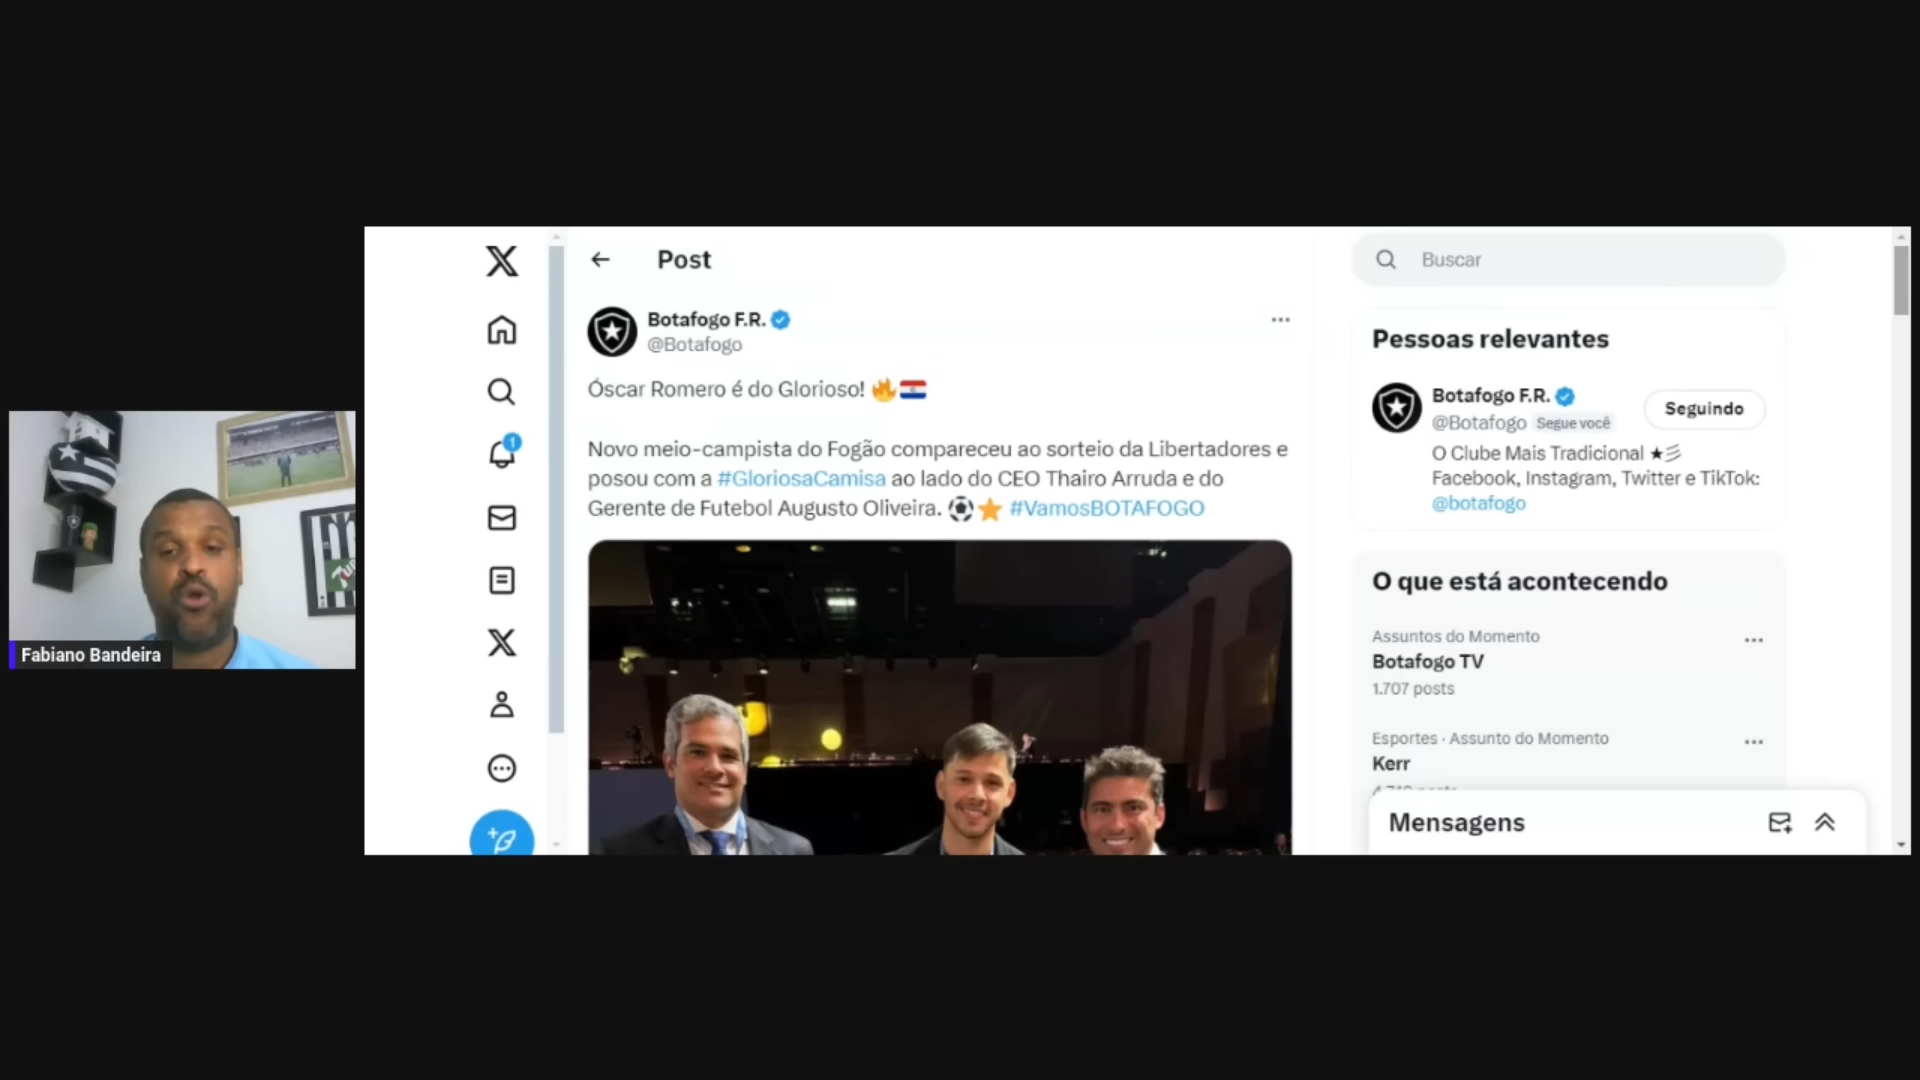 Post
Botafogo F.R.
@Botafogo
Óscar Romero é do Glorioso! 🔥🇵🇾
Novo meio-campista do Fogão compareceu ao sorteio da Libertadores e
posou com a #GloriosaCamisa ao lado do CEO Thairo Arruda e do
Gerente de Futebol Augusto Oliveira. ⚽⭐ #VamosBOTAFOGO
Buscar
Pessoas relevantes
Botafogo F.R.
@Botafogo Segue você
Seguindo
O Clube Mais Tradicional ★彡
Facebook, Instagram, Twitter e TikTok:
@botafogo
O que está acontecendo
Assuntos do Momento
Botafogo TV
1.707 posts
Esportes · Assunto do Momento
Kerr
Mensagens
1
Fabiano Bandeira
7up